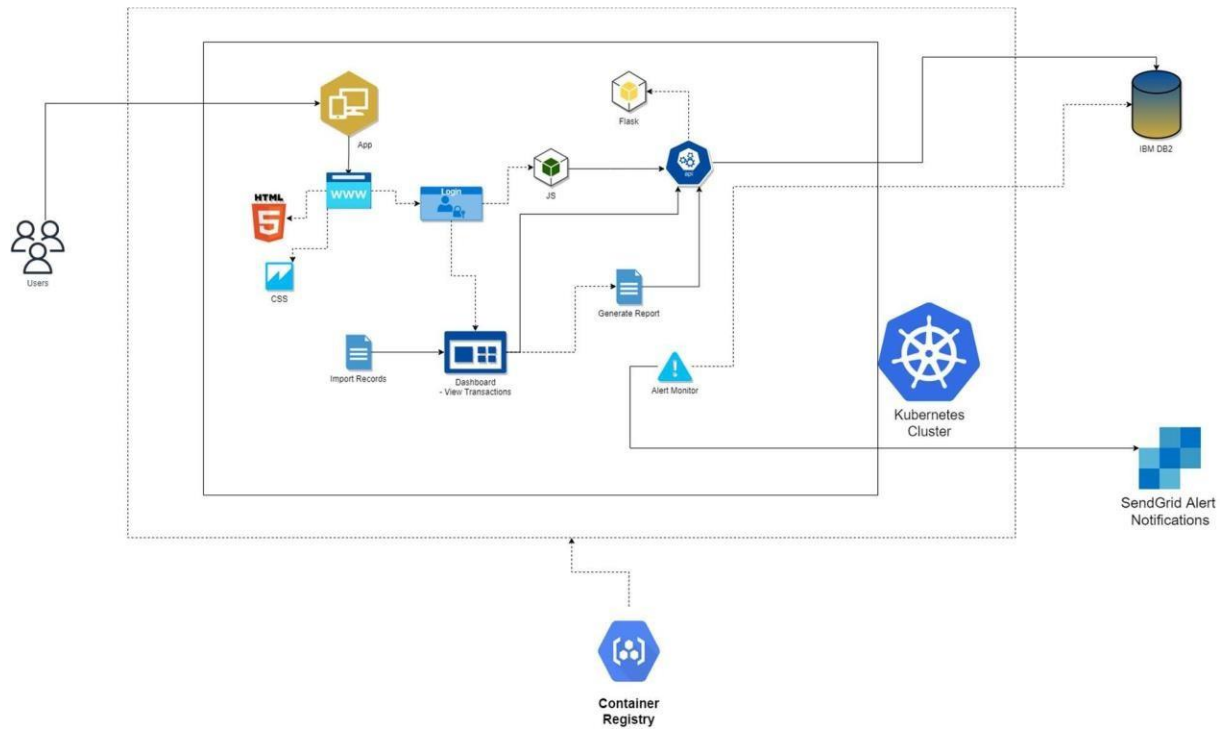 App
Flask
IBM DB2
WWW
Login
API
HTML
5
JS
CSS
Users
Generate Report
Import Records
Dashboard
- View Transactions
Alert Monitor
Kubernetes
Cluster
SendGrid Alert
Notifications
Container
Registry